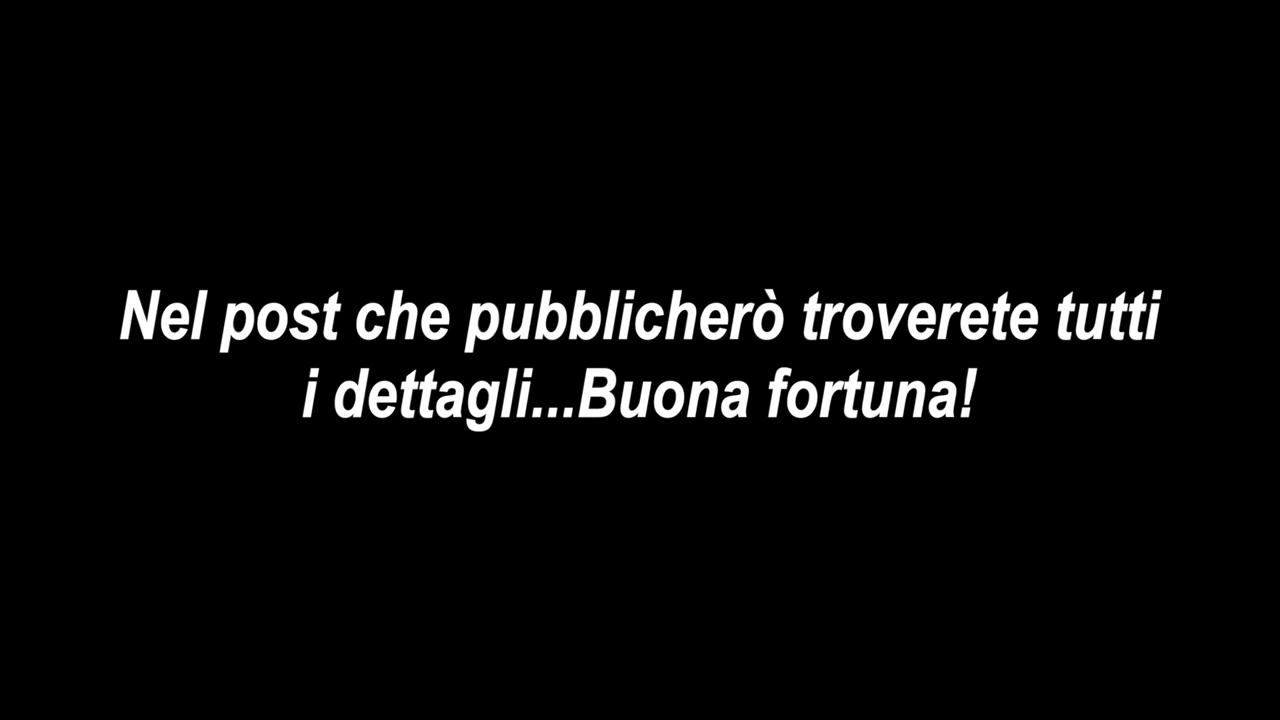 Nel post che pubblicherò troverete tutti
i dettagli...Buona fortuna!